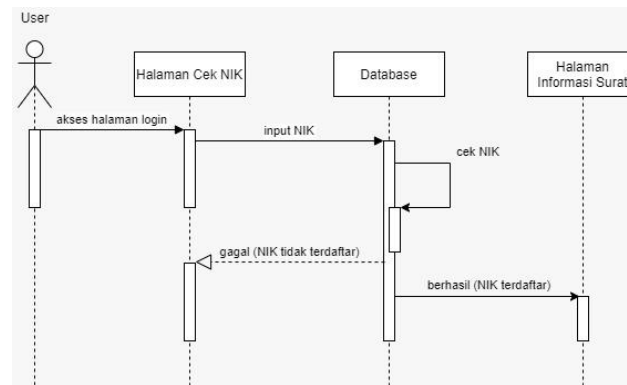 User
Halaman Cek NIK
Database
Halaman
Informasi Surat
akses halaman login
input NIK
cek NIK
gagal (NIK tidak terdaftar)
berhasil (NIK terdaftar)